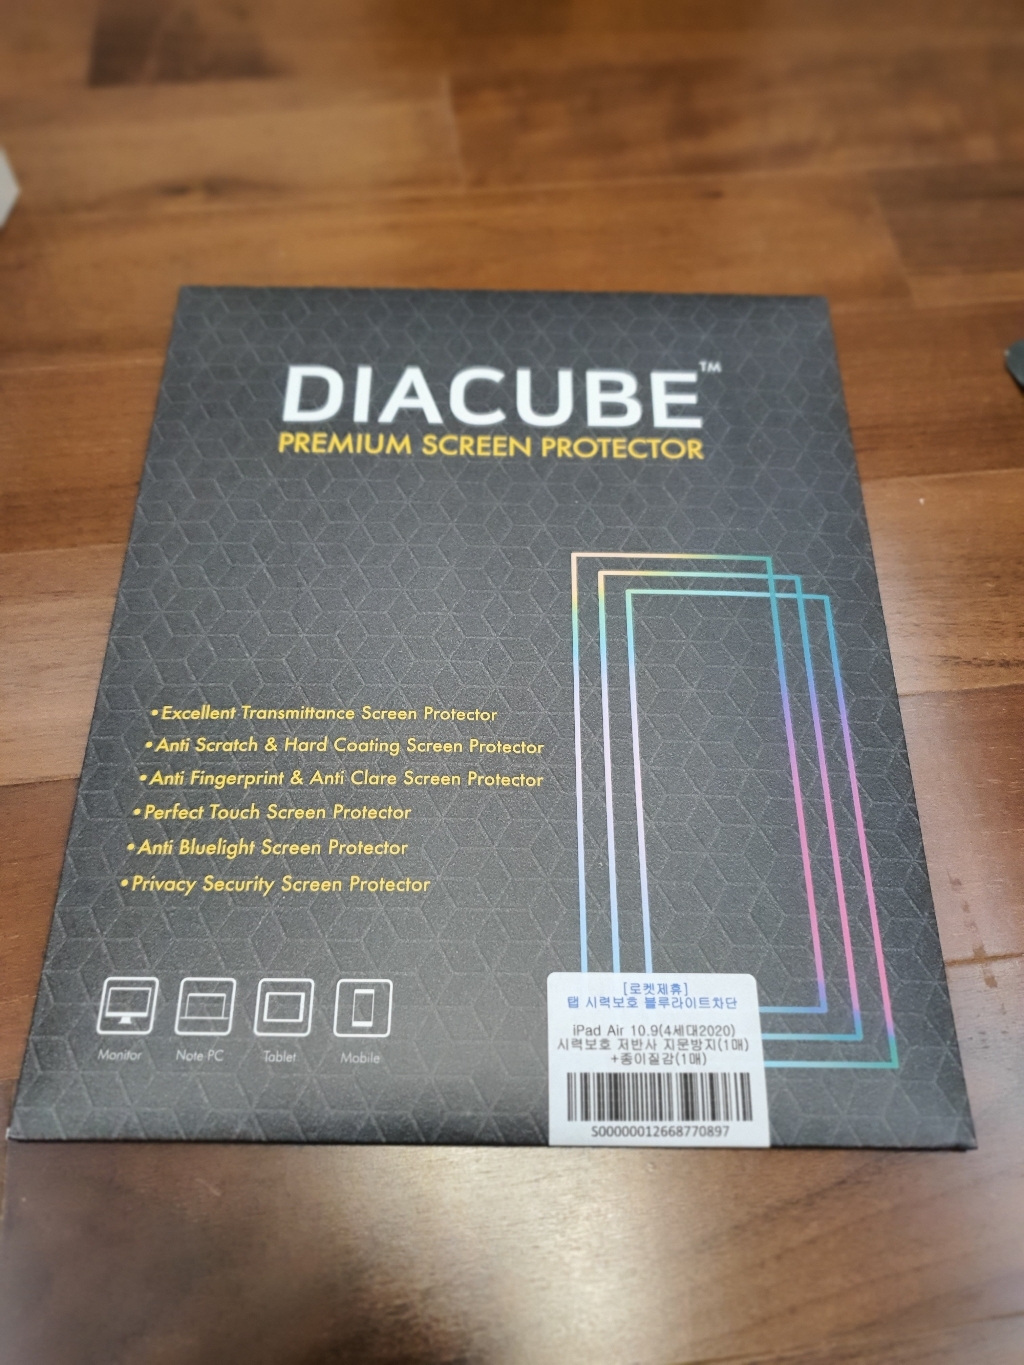 DIACUBE™
PREMIUM SCREEN PROTECTOR
•Excellent Transmittance Screen Protector
•Anti Scratch & Hard Coating Screen Protector
•Anti Fingerprint & Anti Clare Screen Protector
•Perfect Touch Screen Protector
•Anti Bluelight Screen Protector
•Privacy Security Screen Protector
Monitor Note PC Tablet Mobile
[로켓제휴]
탭 시력보호 블루라이트차단
iPad Air 10.9(4세대2020)
시력보호 저반사 지문방지(1매)
+종이질감(1매)
S00000012668770897